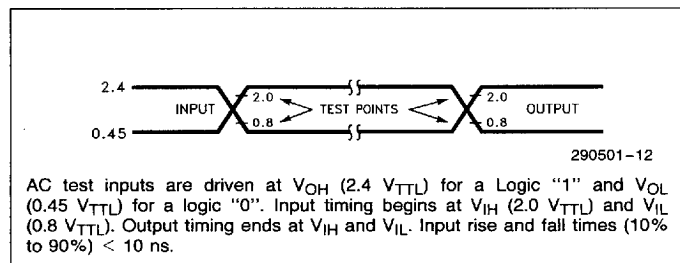 2.4
INPUT 2.0 TEST POINTS 2.0 OUTPUT
0.8 0.8
0.45
290501-12
AC test inputs are driven at VOH (2.4 VTTL) for a Logic "1" and VOL
(0.45 VTTL) for a logic "0". Input timing begins at VIH (2.0 VTTL) and VIL
(0.8 VTTL). Output timing ends at VIH and VIL. Input rise and fall times (10%
to 90%) < 10 ns.